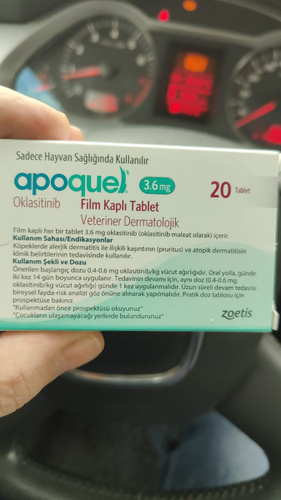 Sadece Hayvan Sağlığında Kullanılır
apoquel 3.6 mg
20 Tablet
Oklasitinib Film Kaplı Tablet
Veteriner Dermatolojik
Film kaplı her bir tablet 3.6 mg oklasitinib (oklasitinib maleat olarak) içerir.
Kullanım Sahası/Endikasyonlar
Köpeklerde alerjik dermatitis ile ilişkili kaşıntının (pruritus) ve atopik dermatitisin
klinik belirtilerinin tedavisinde kullanılır.
Kullanım Şekli ve Dozu
Önerilen başlangıç dozu 0.4-0.6 mg oklasitinib/kg vücut ağırlığıdır. Oral yolla, günde
iki kez 14 gün boyunca uygulanır. Tedavinin devamı için, aynı doz (0.4-0.6 mg
oklasitinib/kg vücut ağırlığı) günde 1 kez uygulanmalıdır. Uzun süreli devam tedavisi
bireysel fayda-risk analizi göz önüne alınarak yapılmalıdır. Pratik doz tablosu için
prospektüse bakınız.
"Kullanmadan önce prospektüsü okuyunuz"
"Çocukların ulaşamayacağı yerlerde bulundurunuz"
zoetis